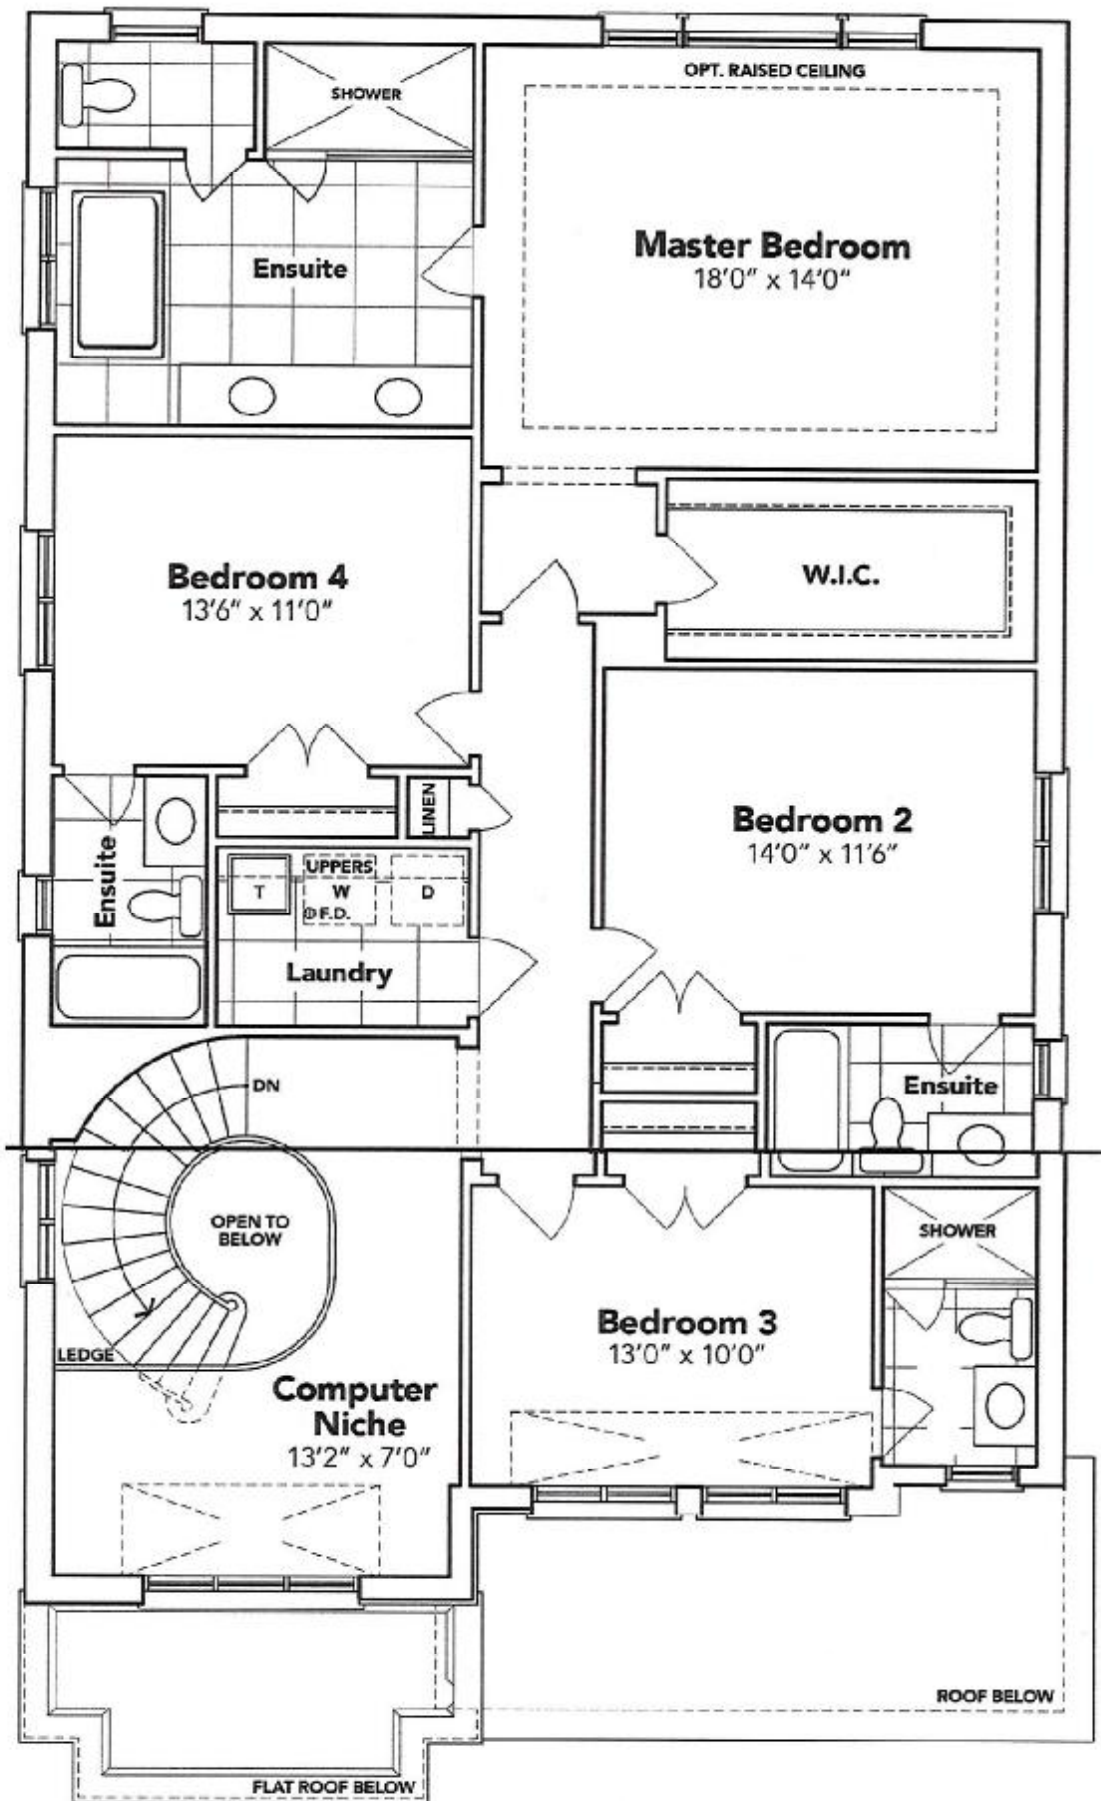 OPT. RAISED CEILING
SHOWER
Master Bedroom
18'0" x 14'0"
Ensuite
Bedroom 4
13'6" x 11'0"
W.I.C.
LINEN
Bedroom 2
14'0" x 11'6"
Ensuite
UPPERS
T
W
D
F.D.
Laundry
DN
Ensuite
OPEN TO
BELOW
SHOWER
Bedroom 3
13'0" x 10'0"
LEDGE
Computer
Niche
13'2" x 7'0"
ROOF BELOW
FLAT ROOF BELOW